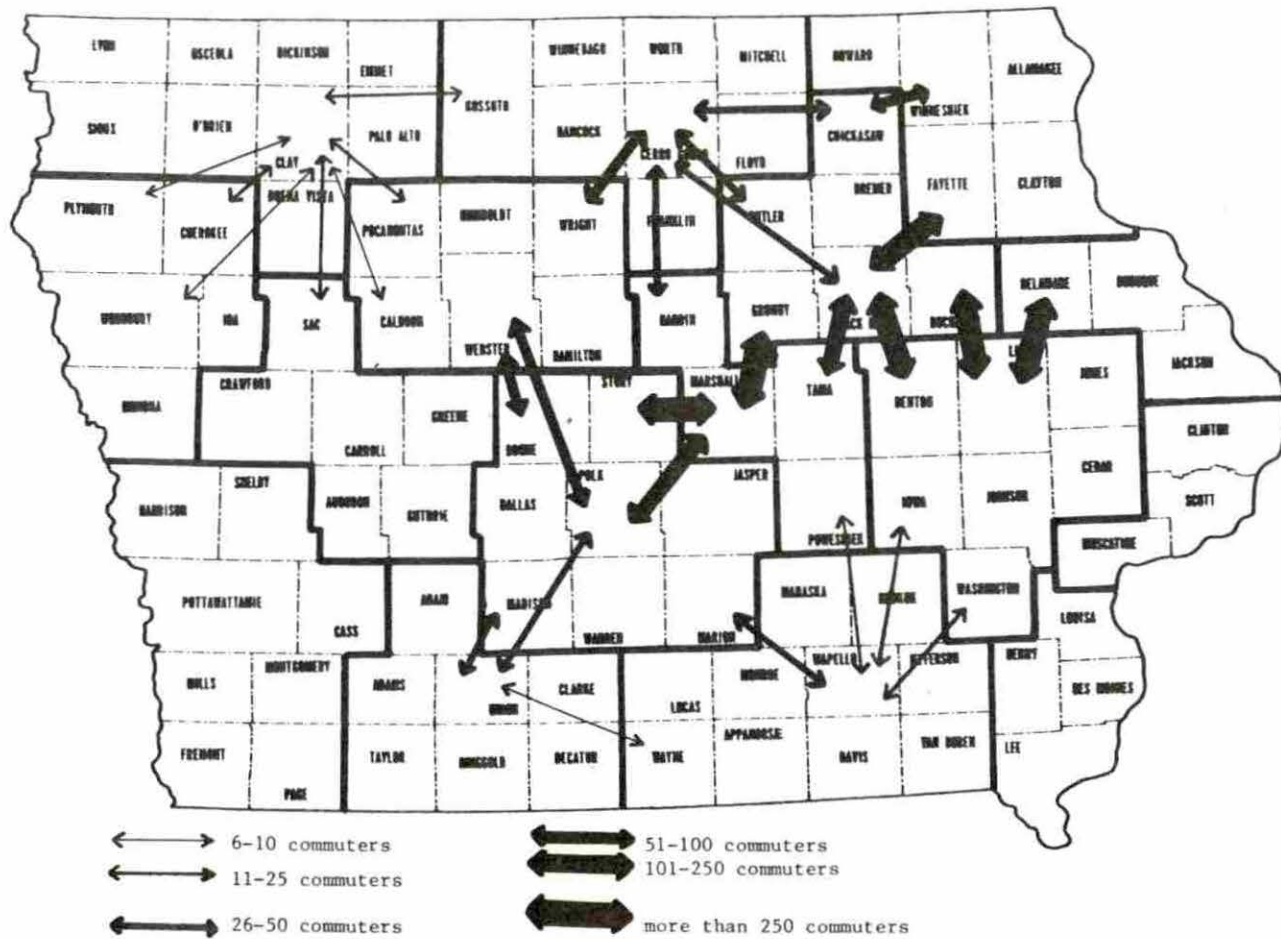 LYON
OSCEOLA
DICKINSON
EMMET
WINNEBAGO
WORTH
MITCHELL
HOWARD
ALLAMAKEE
SIOUX
O'BRIEN
CLAY
PALO ALTO
KOSSUTH
HANCOCK
CERRO
FLOYD
CHICKASAW
WINNESHIEK
PLYMOUTH
CHEROKEE
BUENA VISTA
POCAHONTAS
HUMBOLDT
WRIGHT
FRANKLIN
BUTLER
BREMER
FAYETTE
CLAYTON
WOODBURY
IDA
SAC
CALHOUN
WEBSTER
HAMILTON
HARDIN
GRUNDY
DELAWARE
DUBUQUE
MONONA
CRAWFORD
CARROLL
GREENE
BOONE
STORY
MARSHALL
TAMA
BENTON
JONES
JACKSON
CLINTON
HARRISON
SHELBY
AUDUBON
GUTHRIE
DALLAS
POLK
JASPER
POWESHIEK
IOWA
JOHNSON
CEDAR
SCOTT
MUSCATINE
POTTAWATTAMIE
CASS
ADAIR
MADISON
WARREN
MARION
MAHASKA
WASHINGTON
LOUISA
MILLS
MONTGOMERY
ADAMS
UNION
CLARKE
LUCAS
MONROE
WAPELLO
JEFFERSON
HENRY
DES MOINES
FREMONT
PAGE
TAYLOR
RINGGOLD
DECATUR
WAYNE
APPANOOSE
DAVIS
VAN BUREN
LEE
6-10 commuters
11-25 commuters
26-50 commuters
51-100 commuters
101-250 commuters
more than 250 commuters